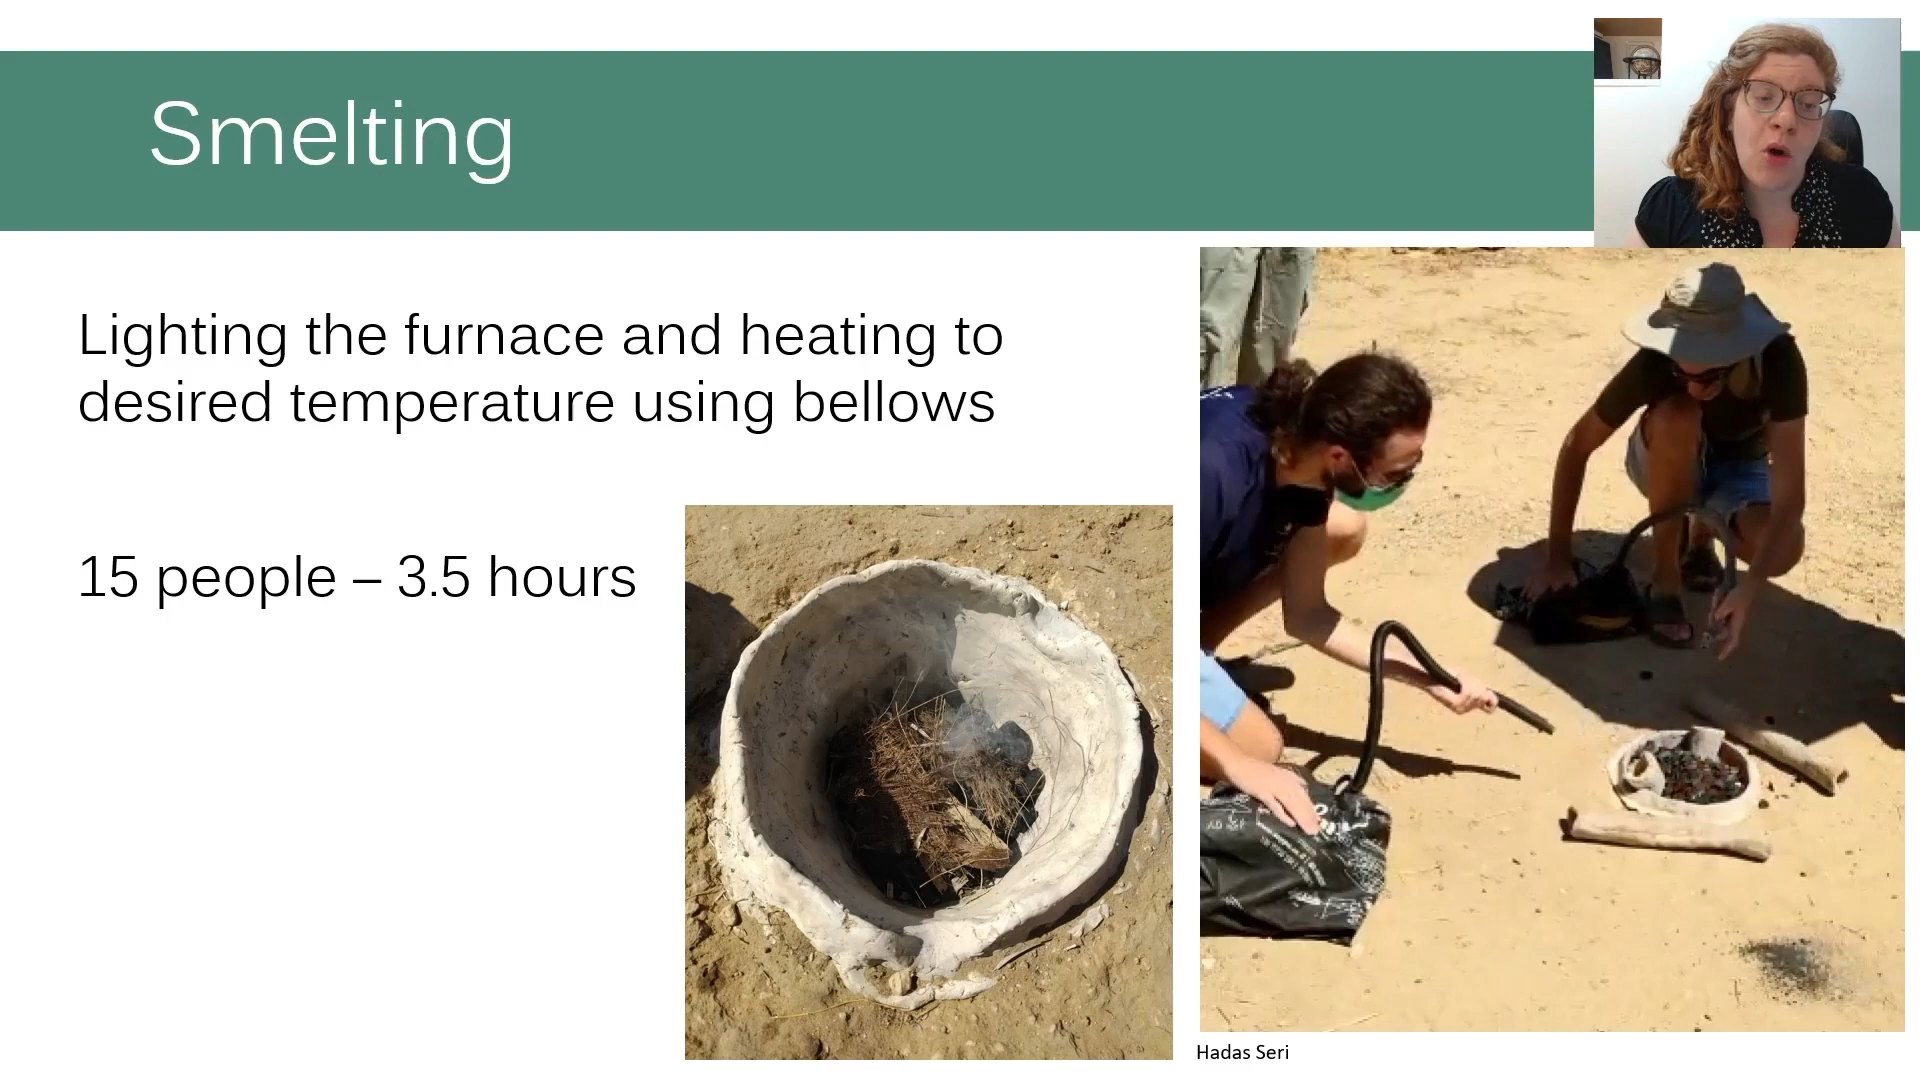 Smelting
Lighting the furnace and heating to
desired temperature using bellows
15 people – 3.5 hours
Hadas Seri